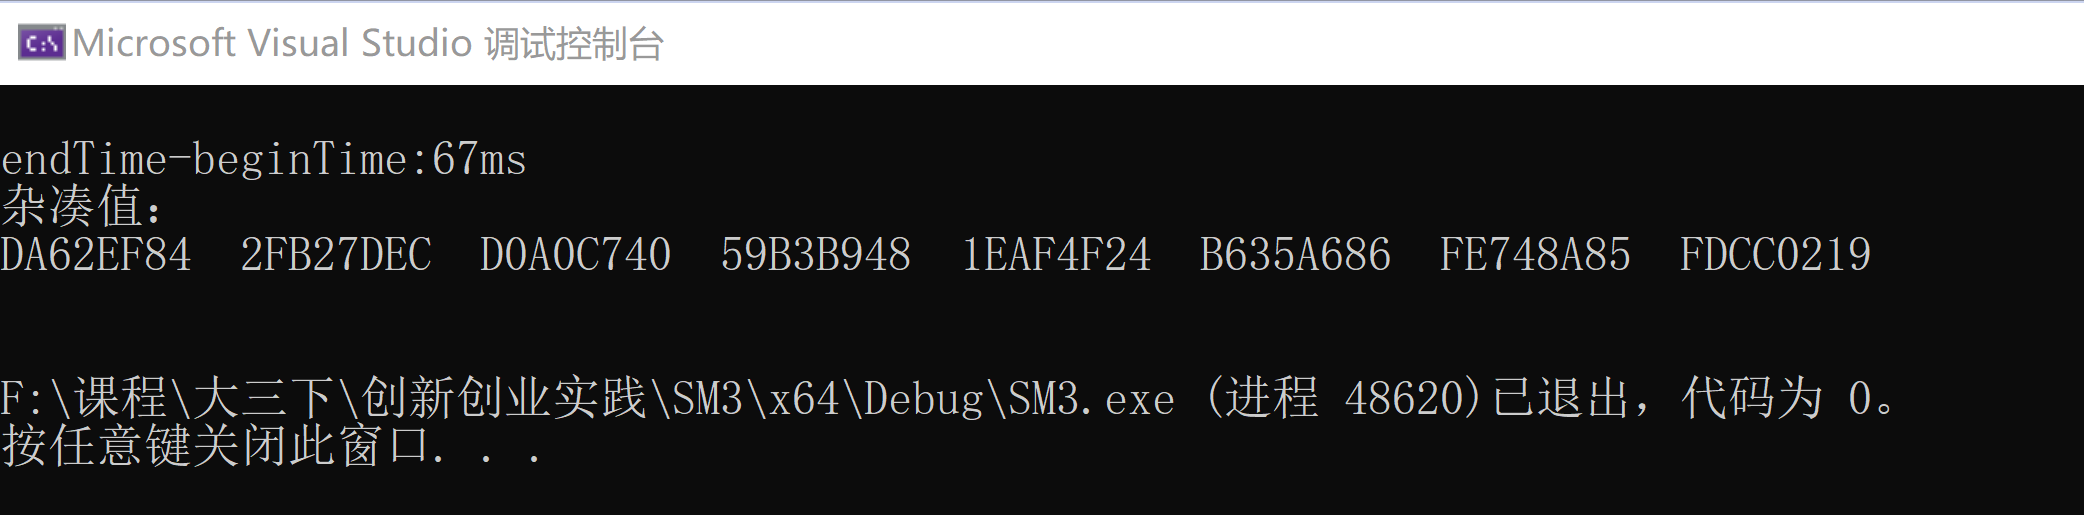 Microsoft Visual Studio 调试控制台
endTime-beginTime:67ms
杂凑值:
DA62EF84  2FB27DEC  D0A0C740  59B3B948  1EAF4F24  B635A686  FE748A85  FDCC0219
F:\课程\大三下\创新创业实践\SM3\x64\Debug\SM3.exe (进程 48620)已退出，代码为 0。
按任意键关闭此窗口. . .